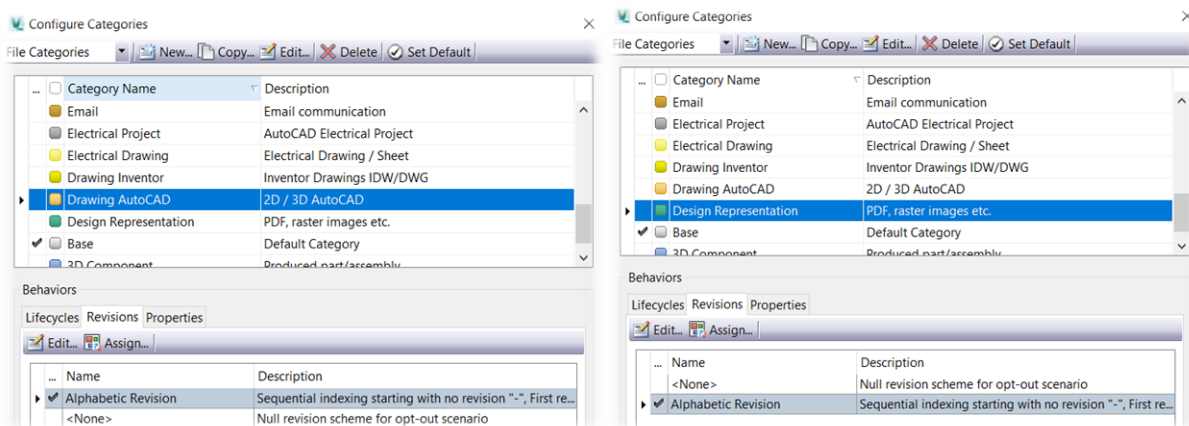 Configure Categories
File Categories New... Copy... Edit... Delete Set Default
... Category Name Description
Email Email communication
Electrical Project AutoCAD Electrical Project
Electrical Drawing Electrical Drawing / Sheet
Drawing Inventor Inventor Drawings IDW/DWG
Drawing AutoCAD 2D / 3D AutoCAD
Design Representation PDF, raster images etc.
Base Default Category
3D Component Produced part/assembly
Behaviors
Lifecycles Revisions Properties
Edit... Assign...
... Name Description
Alphabetic Revision Sequential indexing starting with no revision "-", First re...
<None> Null revision scheme for opt-out scenario
Configure Categories
File Categories New... Copy... Edit... Delete Set Default
... Category Name Description
Email Email communication
Electrical Project AutoCAD Electrical Project
Electrical Drawing Electrical Drawing / Sheet
Drawing Inventor Inventor Drawings IDW/DWG
Drawing AutoCAD 2D / 3D AutoCAD
Design Representation PDF, raster images etc.
Base Default Category
3D Component Produced part/assembly
Behaviors
Lifecycles Revisions Properties
Edit... Assign...
... Name Description
<None> Null revision scheme for opt-out scenario
Alphabetic Revision Sequential indexing starting with no revision "-", First re...